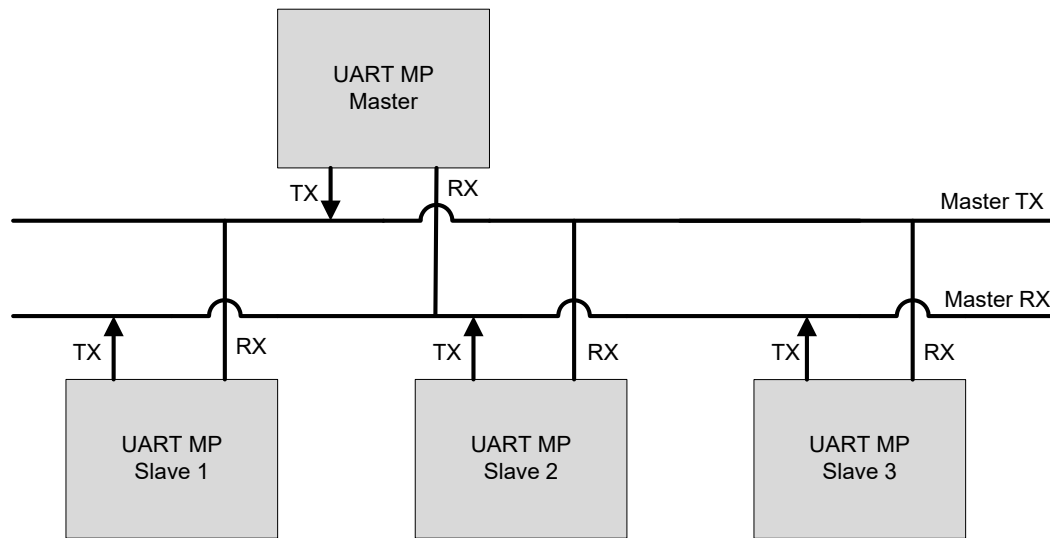 UART MP
Master
TX
RX
Master TX
Master RX
TX
RX
TX
RX
TX
RX
UART MP
Slave 1
UART MP
Slave 2
UART MP
Slave 3